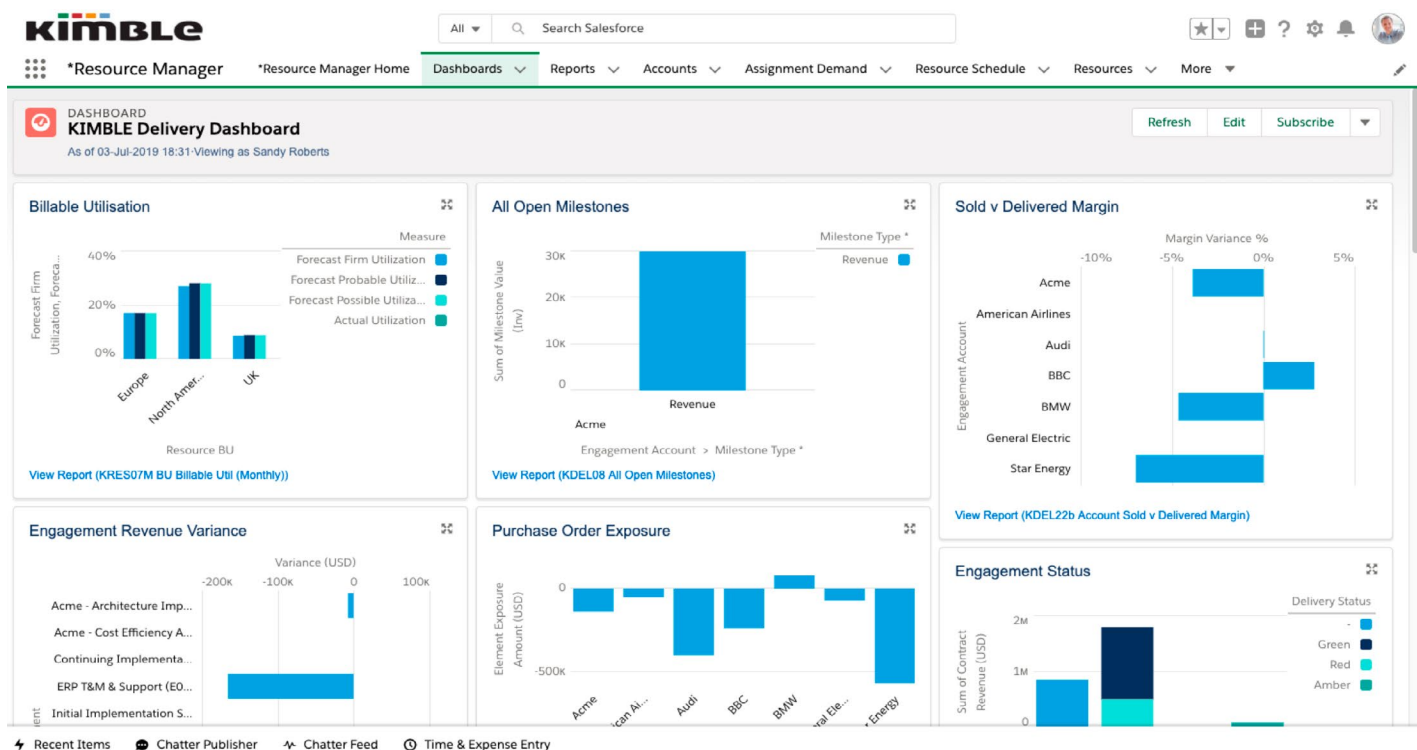 KimBLe
All
Search Salesforce
*Resource Manager
*Resource Manager Home
Dashboards
Reports
Accounts
Assignment Demand
Resource Schedule
Resources
More
DASHBOARD
KIMBLE Delivery Dashboard
As of 03-Jul-2019 18:31·Viewing as Sandy Roberts
Refresh
Edit
Subscribe
Billable Utilisation
Measure
Forecast Firm Utilization
Forecast Probable Utiliz...
Forecast Possible Utiliza...
Actual Utilization
Forecast Firm
Utilization, Foreca...
40%
20%
0%
Europe
North Amer...
UK
Resource BU
View Report (KRES07M BU Billable Util (Monthly))
All Open Milestones
Milestone Type *
Revenue
Sum of Milestone Value
(Inv)
30K
20K
10K
0
Revenue
Acme
Engagement Account > Milestone Type *
View Report (KDEL08 All Open Milestones)
Sold v Delivered Margin
Margin Variance %
-10%
-5%
0%
5%
Engagement Account
Acme
American Airlines
Audi
BBC
BMW
General Electric
Star Energy
View Report (KDEL22b Account Sold v Delivered Margin)
Engagement Revenue Variance
Variance (USD)
-200K
-100K
0
100K
Acme - Architecture Imp...
Acme - Cost Efficiency A...
Continuing Implementa...
ERP T&M & Support (E0...
Initial Implementation S...
Purchase Order Exposure
Element Exposure
Amount (USD)
0
-500K
Acme
ican Ai...
Audi
BBC
BMW
ral Ele...
r Energy
Engagement Status
Delivery Status
-
Green
Red
Amber
Sum of Contract
Revenue (USD)
2M
1M
0
Recent Items
Chatter Publisher
Chatter Feed
Time & Expense Entry